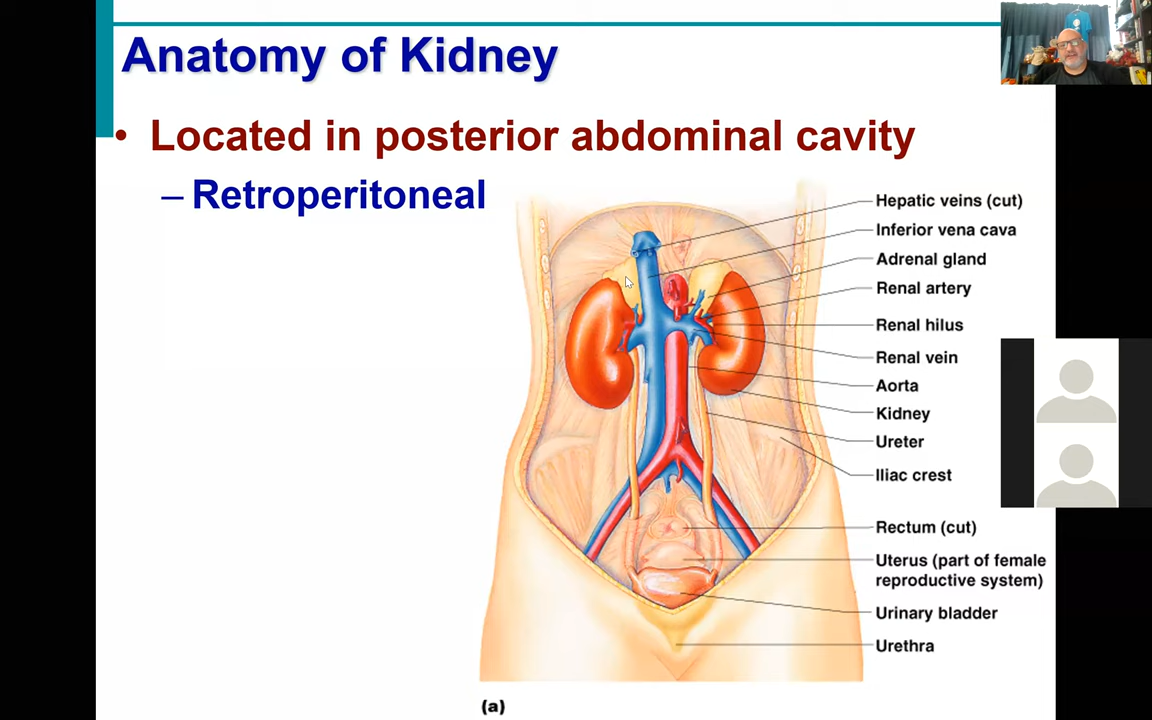 Anatomy of Kidney
• Located in posterior abdominal cavity
– Retroperitoneal
Hepatic veins (cut)
Inferior vena cava
Adrenal gland
Renal artery
Renal hilus
Renal vein
Aorta
Kidney
Ureter
Iliac crest
Rectum (cut)
Uterus (part of female
reproductive system)
Urinary bladder
Urethra
(a)